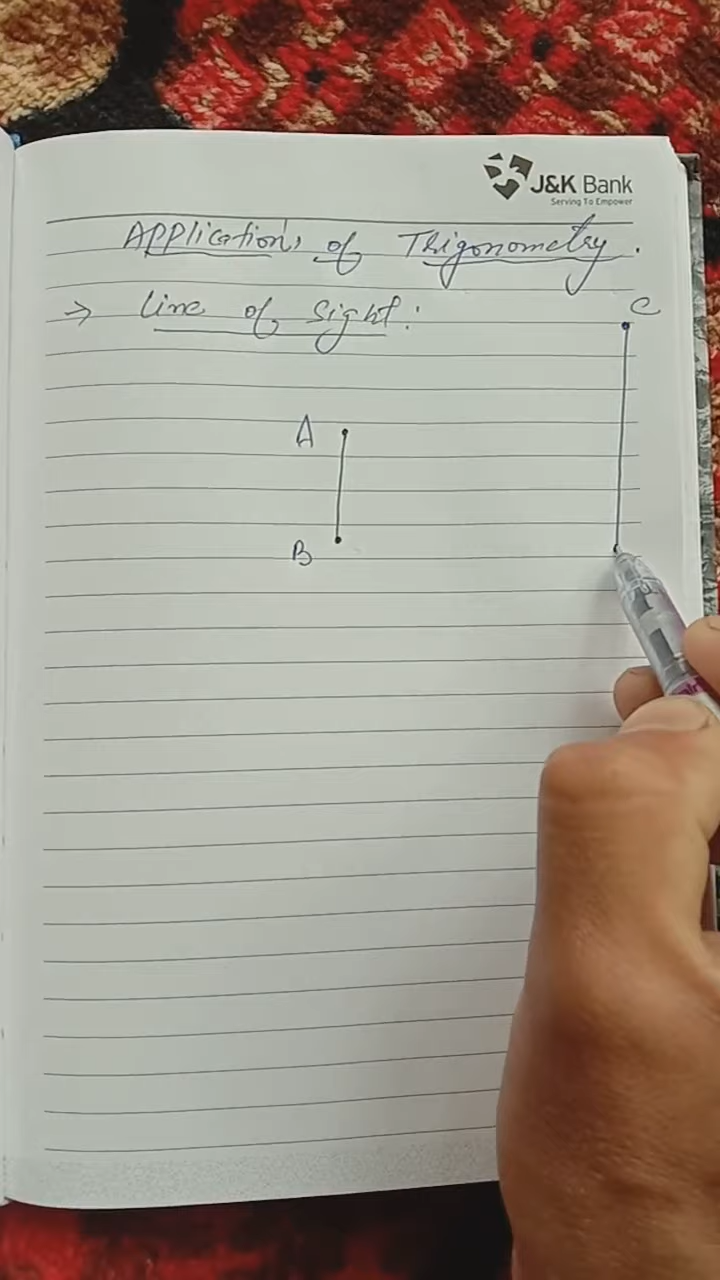 J&K Bank
Serving To Empower
Applications of Trigonometry.
→ Line of Sight:
C
A
B